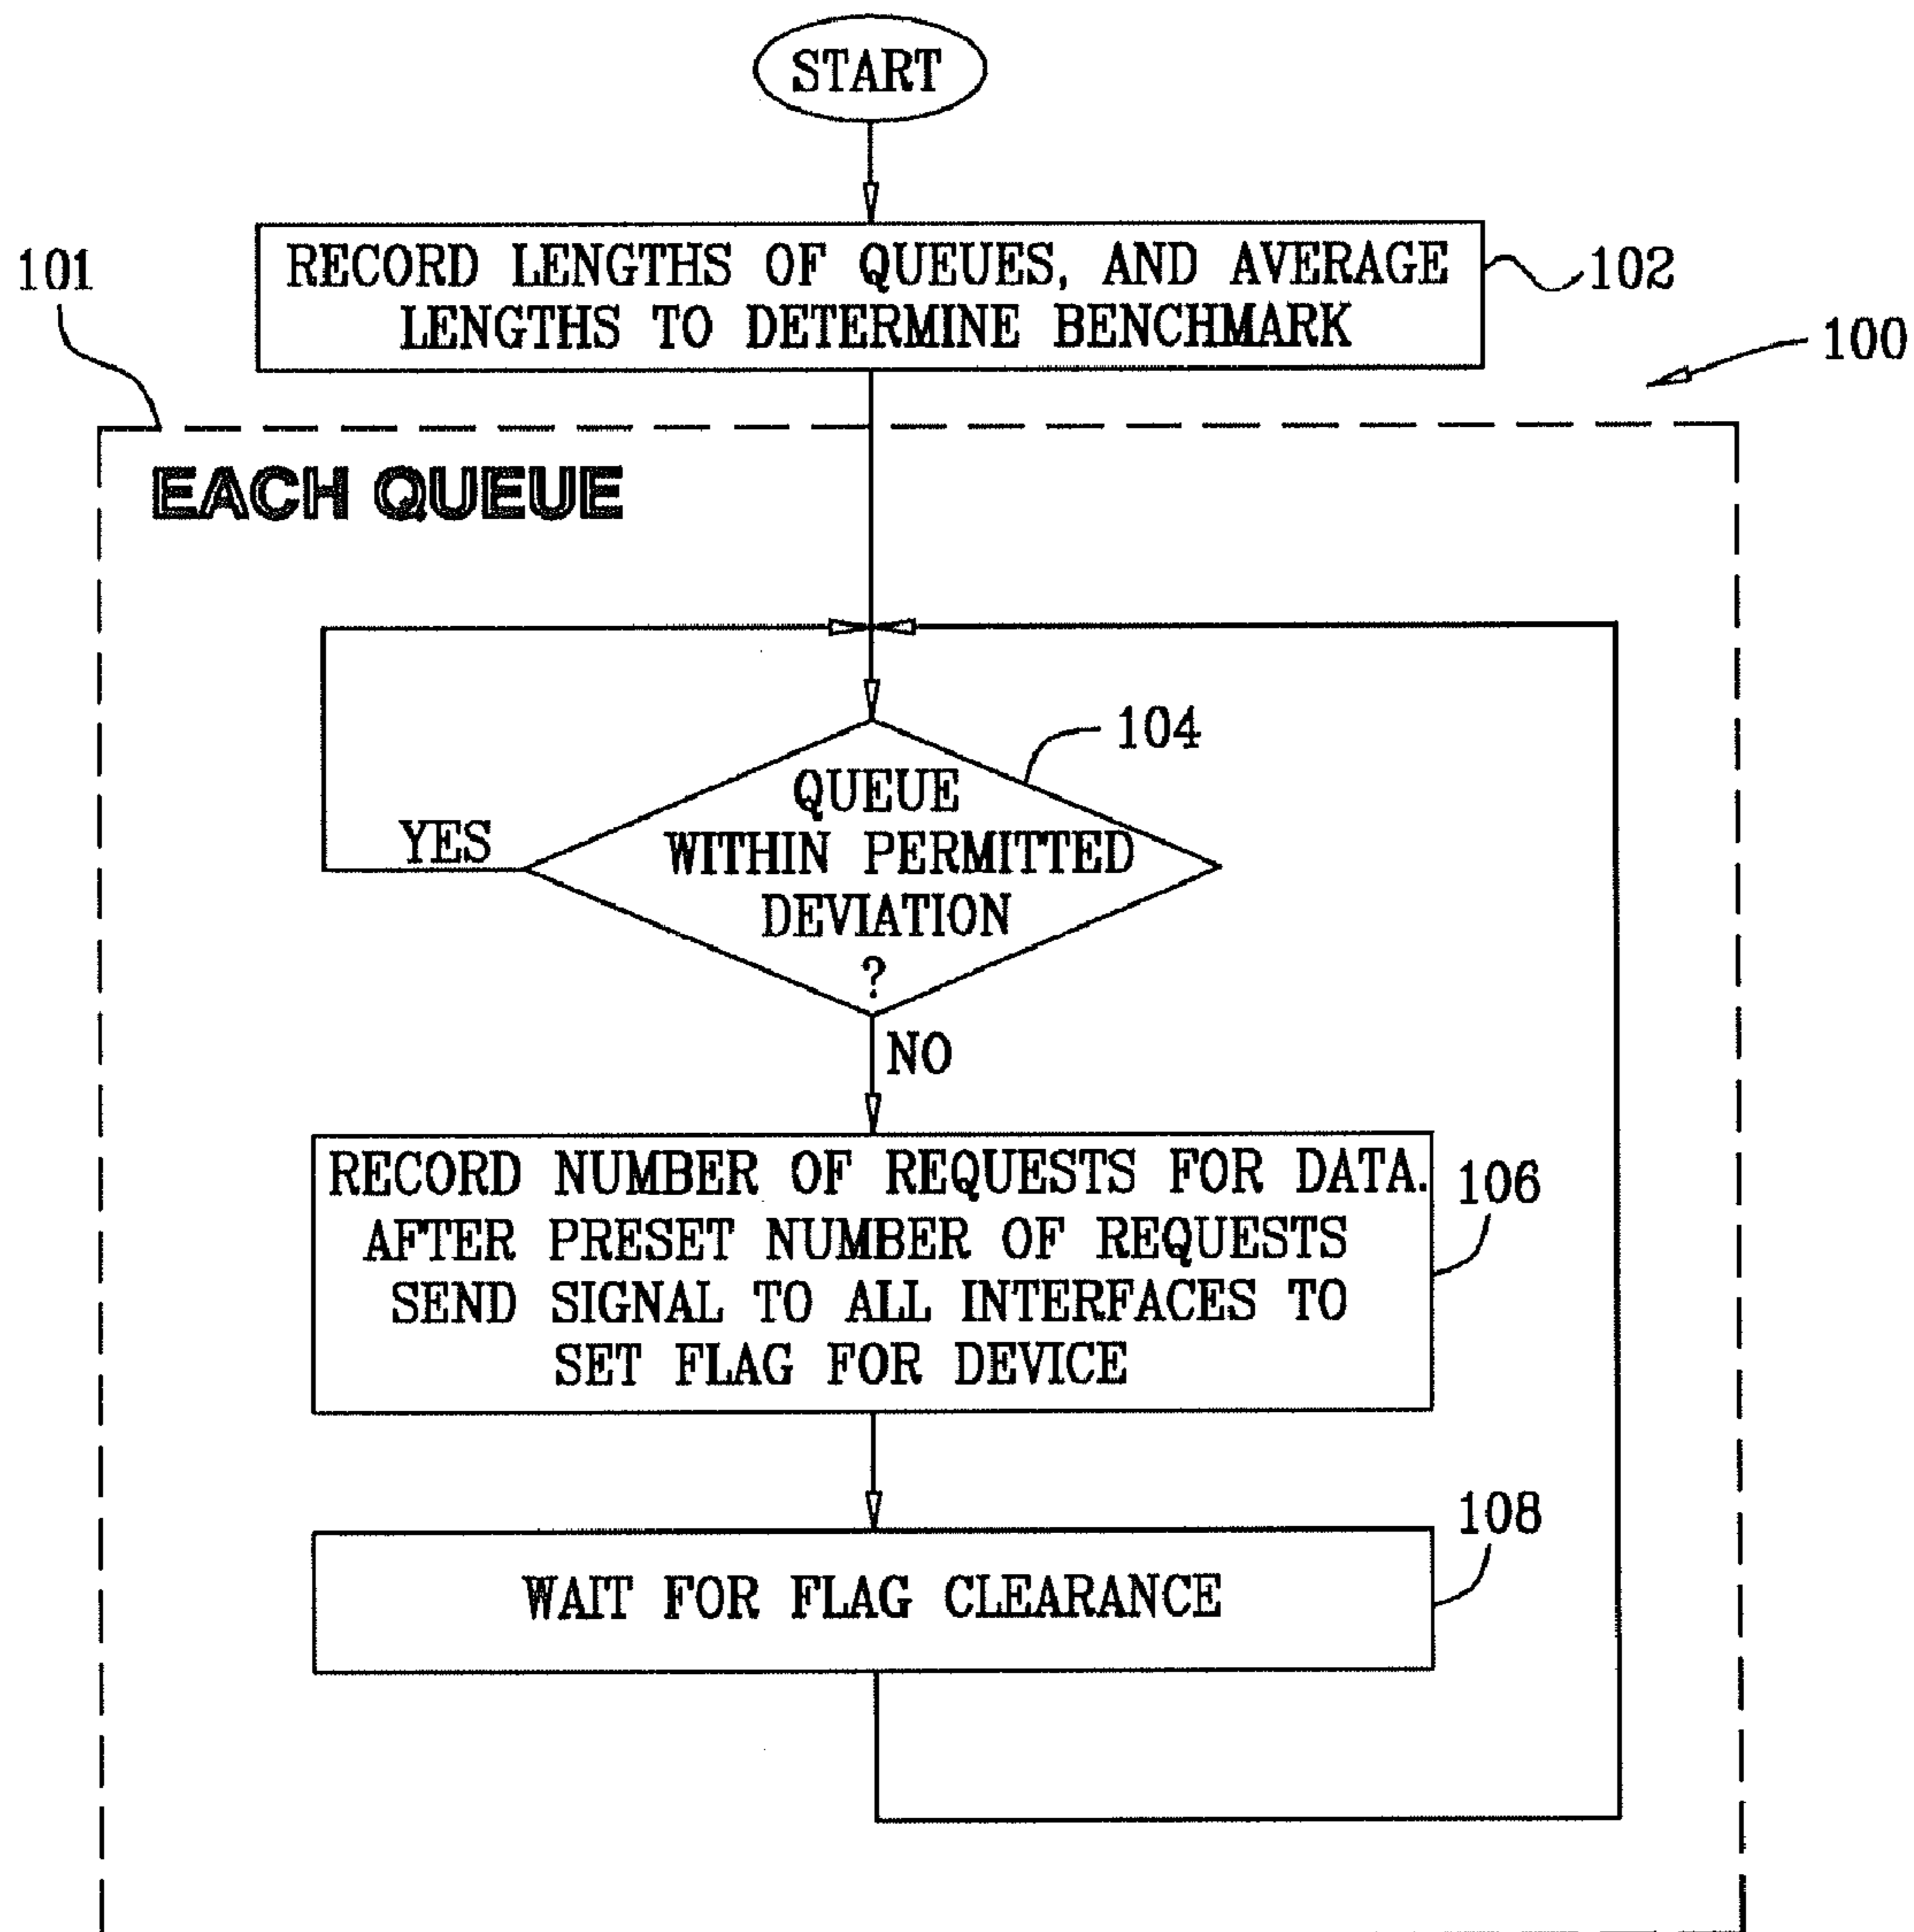 START
RECORD LENGTHS OF QUEUES, AND AVERAGE
LENGTHS TO DETERMINE BENCHMARK
102
101
100
EACH QUEUE
104
QUEUE
WITHIN PERMITTED
DEVIATION
?
YES
NO
RECORD NUMBER OF REQUESTS FOR DATA.
AFTER PRESET NUMBER OF REQUESTS
SEND SIGNAL TO ALL INTERFACES TO
SET FLAG FOR DEVICE
106
108
WAIT FOR FLAG CLEARANCE